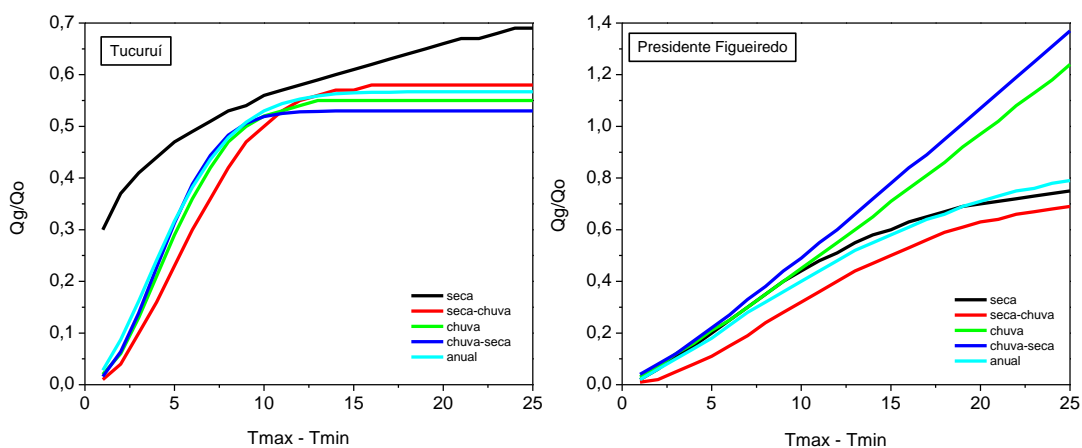 Tucuruí
0,7
0,6
0,5
0,4
0,3
0,2
0,1
0,0
Qg/Qo
0 5 10 15 20 25
Tmax - Tmin
seca
seca-chuva
chuva
chuva-seca
anual
Presidente Figueiredo
1,4
1,2
1,0
0,8
0,6
0,4
0,2
0,0
Qg/Qo
0 5 10 15 20 25
Tmax - Tmin
seca
seca-chuva
chuva
chuva-seca
anual